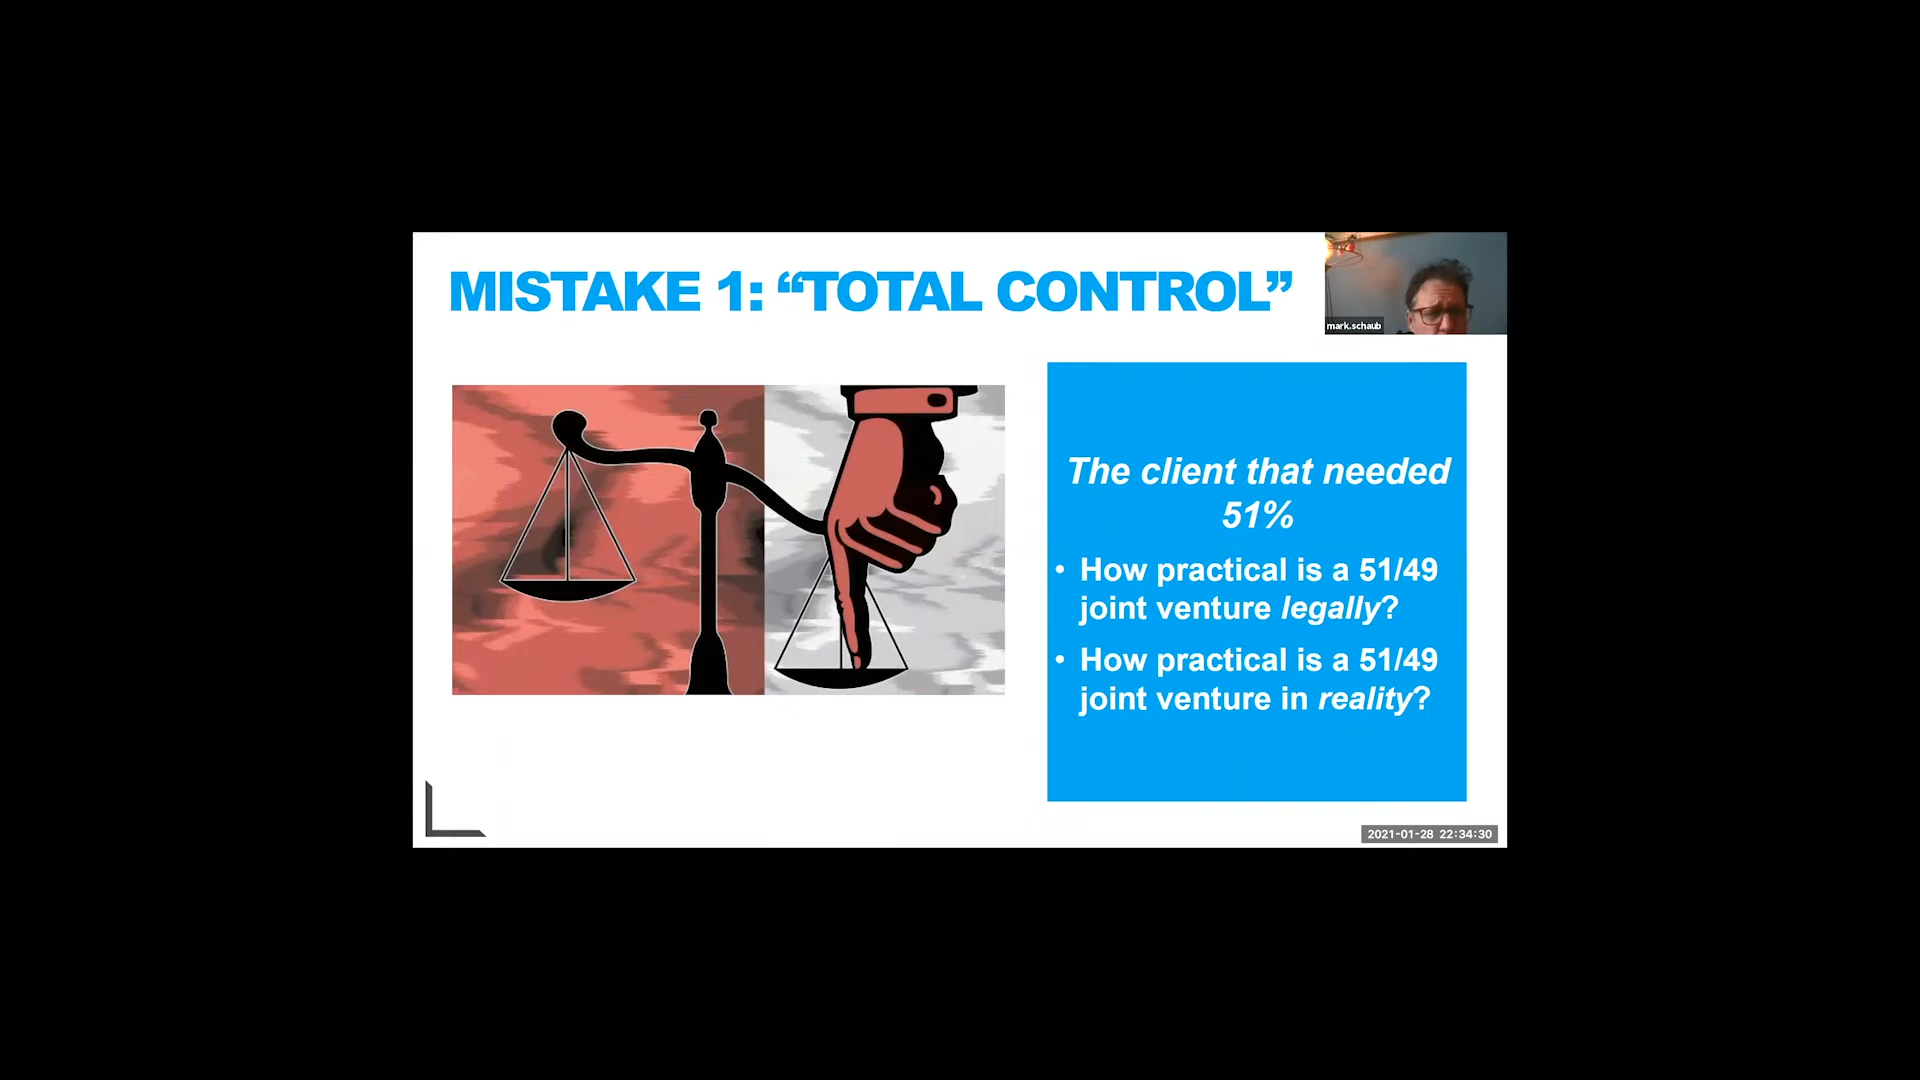 MISTAKE 1: “TOTAL CONTROL”
mark.schaub
The client that needed
51%
• How practical is a 51/49
joint venture legally?
• How practical is a 51/49
joint venture in reality?
2021-01-28 22:34:30